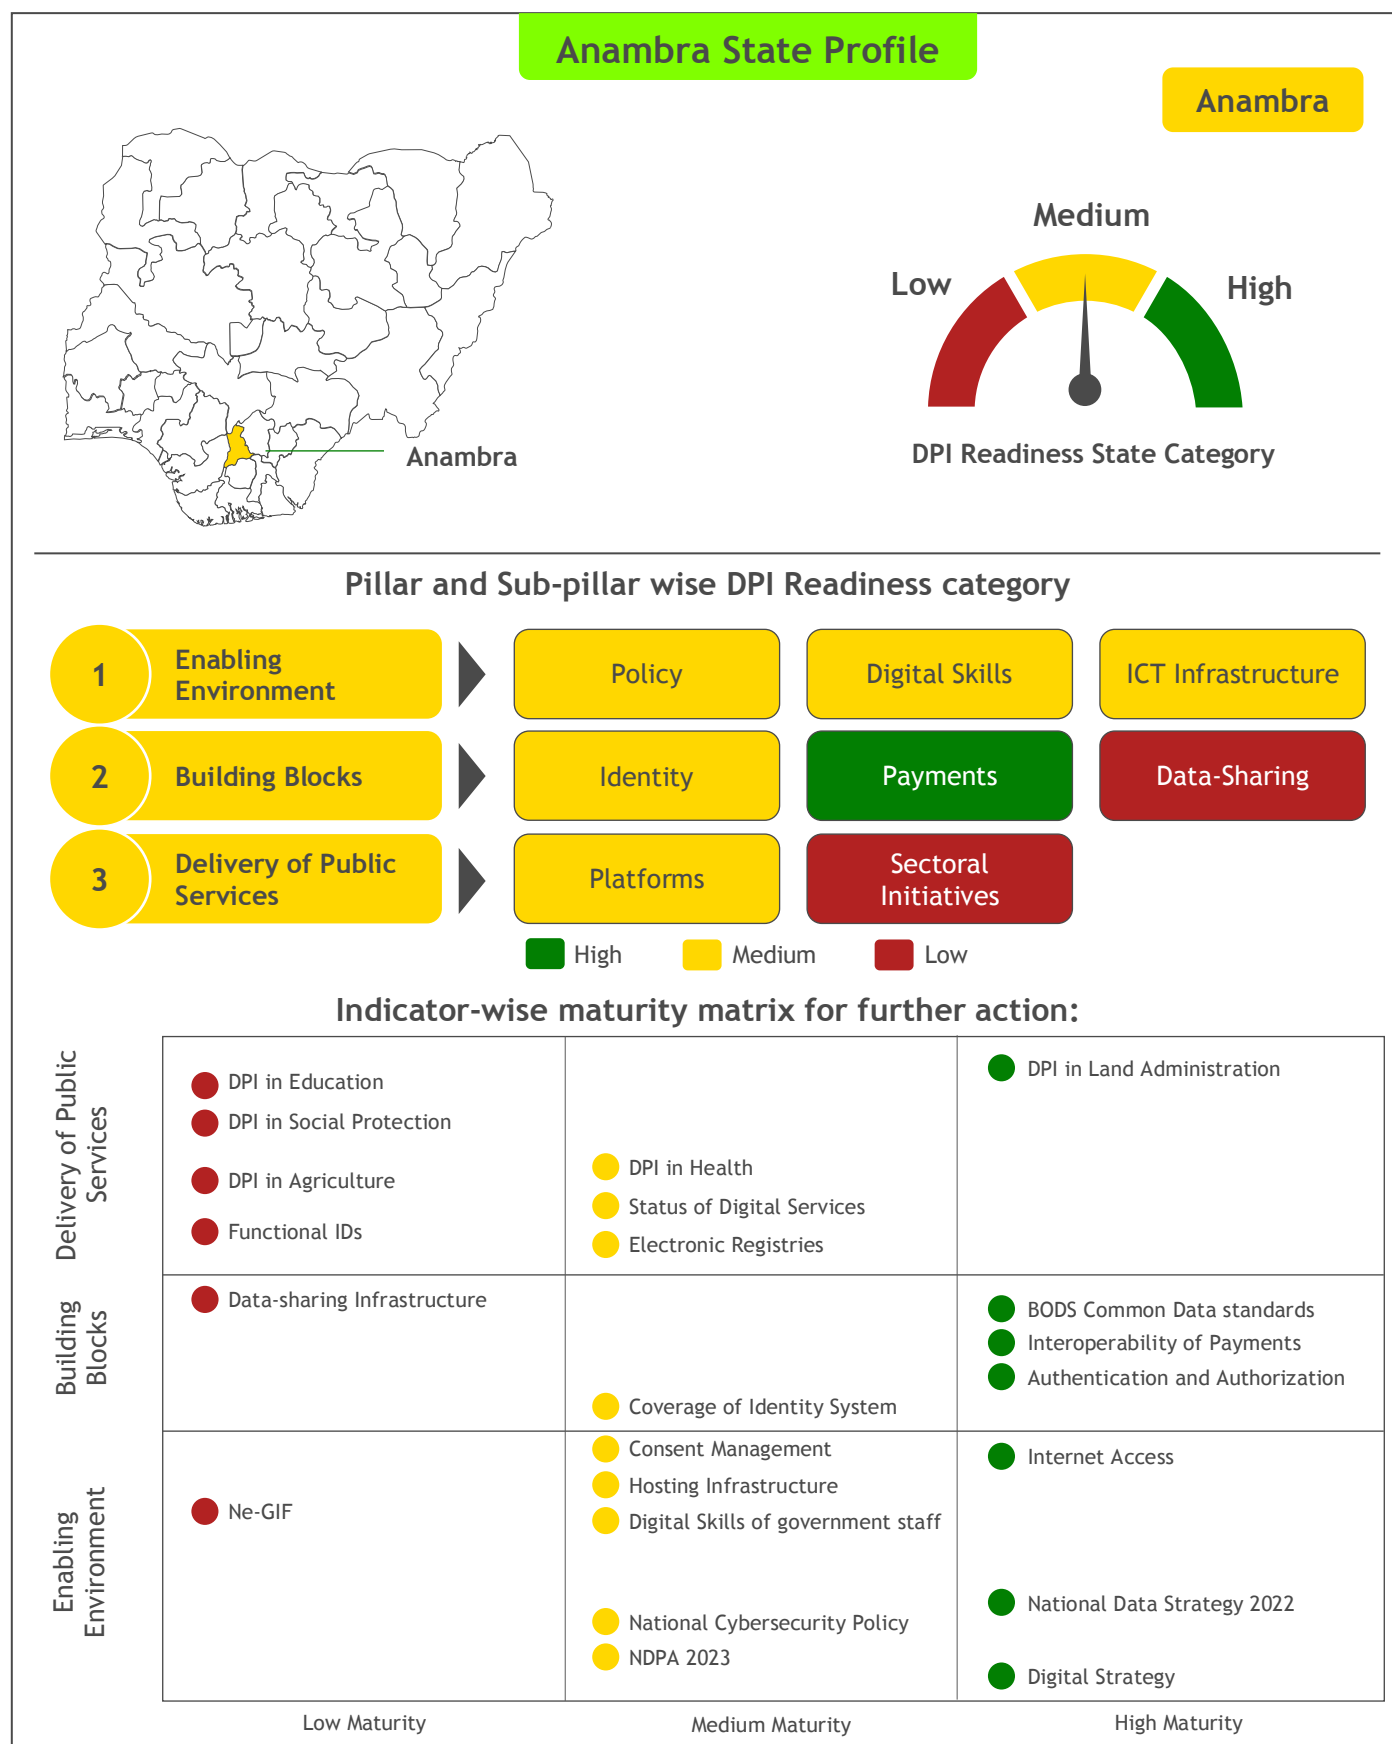 Anambra State Profile
Anambra
Medium
Low
High
Anambra
DPI Readiness State Category
Pillar and Sub-pillar wise DPI Readiness category
1
Enabling
Environment
Policy
Digital Skills
ICT Infrastructure
2
Building Blocks
Identity
Payments
Data-Sharing
3
Delivery of Public
Services
Platforms
Sectoral
Initiatives
High
Medium
Low
Indicator-wise maturity matrix for further action:
Delivery of Public
Services
DPI in Education
DPI in Social Protection
DPI in Agriculture
Functional IDs
DPI in Health
Status of Digital Services
Electronic Registries
DPI in Land Administration
Building
Blocks
Data-sharing Infrastructure
Coverage of Identity System
BODS Common Data standards
Interoperability of Payments
Authentication and Authorization
Enabling
Environment
Ne-GIF
Consent Management
Hosting Infrastructure
Digital Skills of government staff
National Cybersecurity Policy
NDPA 2023
Internet Access
National Data Strategy 2022
Digital Strategy
Low Maturity
Medium Maturity
High Maturity